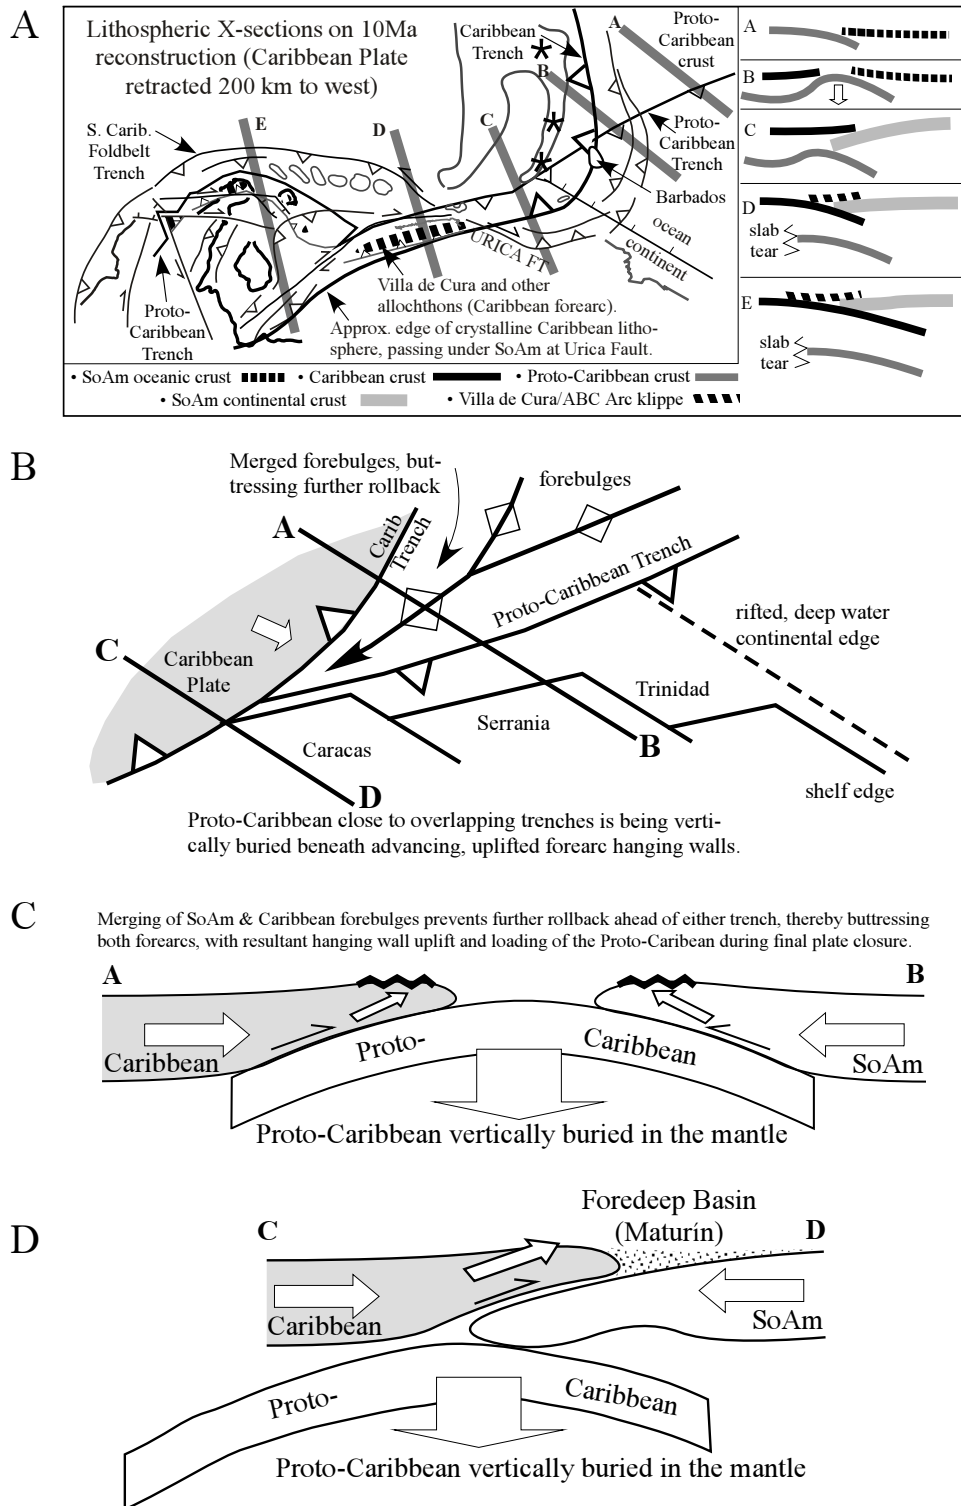 A
Lithospheric X-sections on 10Ma
reconstruction (Caribbean Plate
retracted 200 km to west)
Caribbean
Trench
A
Proto-
Caribbean
crust
B
C
D
E
S. Carib.
Foldbelt
Trench
Proto-
Caribbean
Trench
Barbados
ocean
continent
URICA FT
Villa de Cura and other
allochthons (Caribbean forearc).
Approx. edge of crystalline Caribbean litho-
sphere, passing under SoAm at Urica Fault.
Proto-
Caribbean
Trench
• SoAm oceanic crust
• Caribbean crust
• Proto-Caribbean crust
• SoAm continental crust
• Villa de Cura/ABC Arc klippe
A
B
C
D
slab
tear
E
slab
tear
B
Merged forebulges, but-
tressing further rollback
forebulges
A
Carib
Trench
Proto-Caribbean Trench
rifted, deep water
continental edge
C
Caribbean
Plate
Trinidad
Serrania
Caracas
B
D
shelf edge
Proto-Caribbean close to overlapping trenches is being verti-
cally buried beneath advancing, uplifted forearc hanging walls.
C
Merging of SoAm & Caribbean forebulges prevents further rollback ahead of either trench, thereby buttressing
both forearcs, with resultant hanging wall uplift and loading of the Proto-Caribean during final plate closure.
A
B
Caribbean
Proto-
Caribbean
SoAm
Proto-Caribbean vertically buried in the mantle
D
Foredeep Basin
(Maturín)
C
D
Caribbean
SoAm
Proto-
Caribbean
Proto-Caribbean vertically buried in the mantle